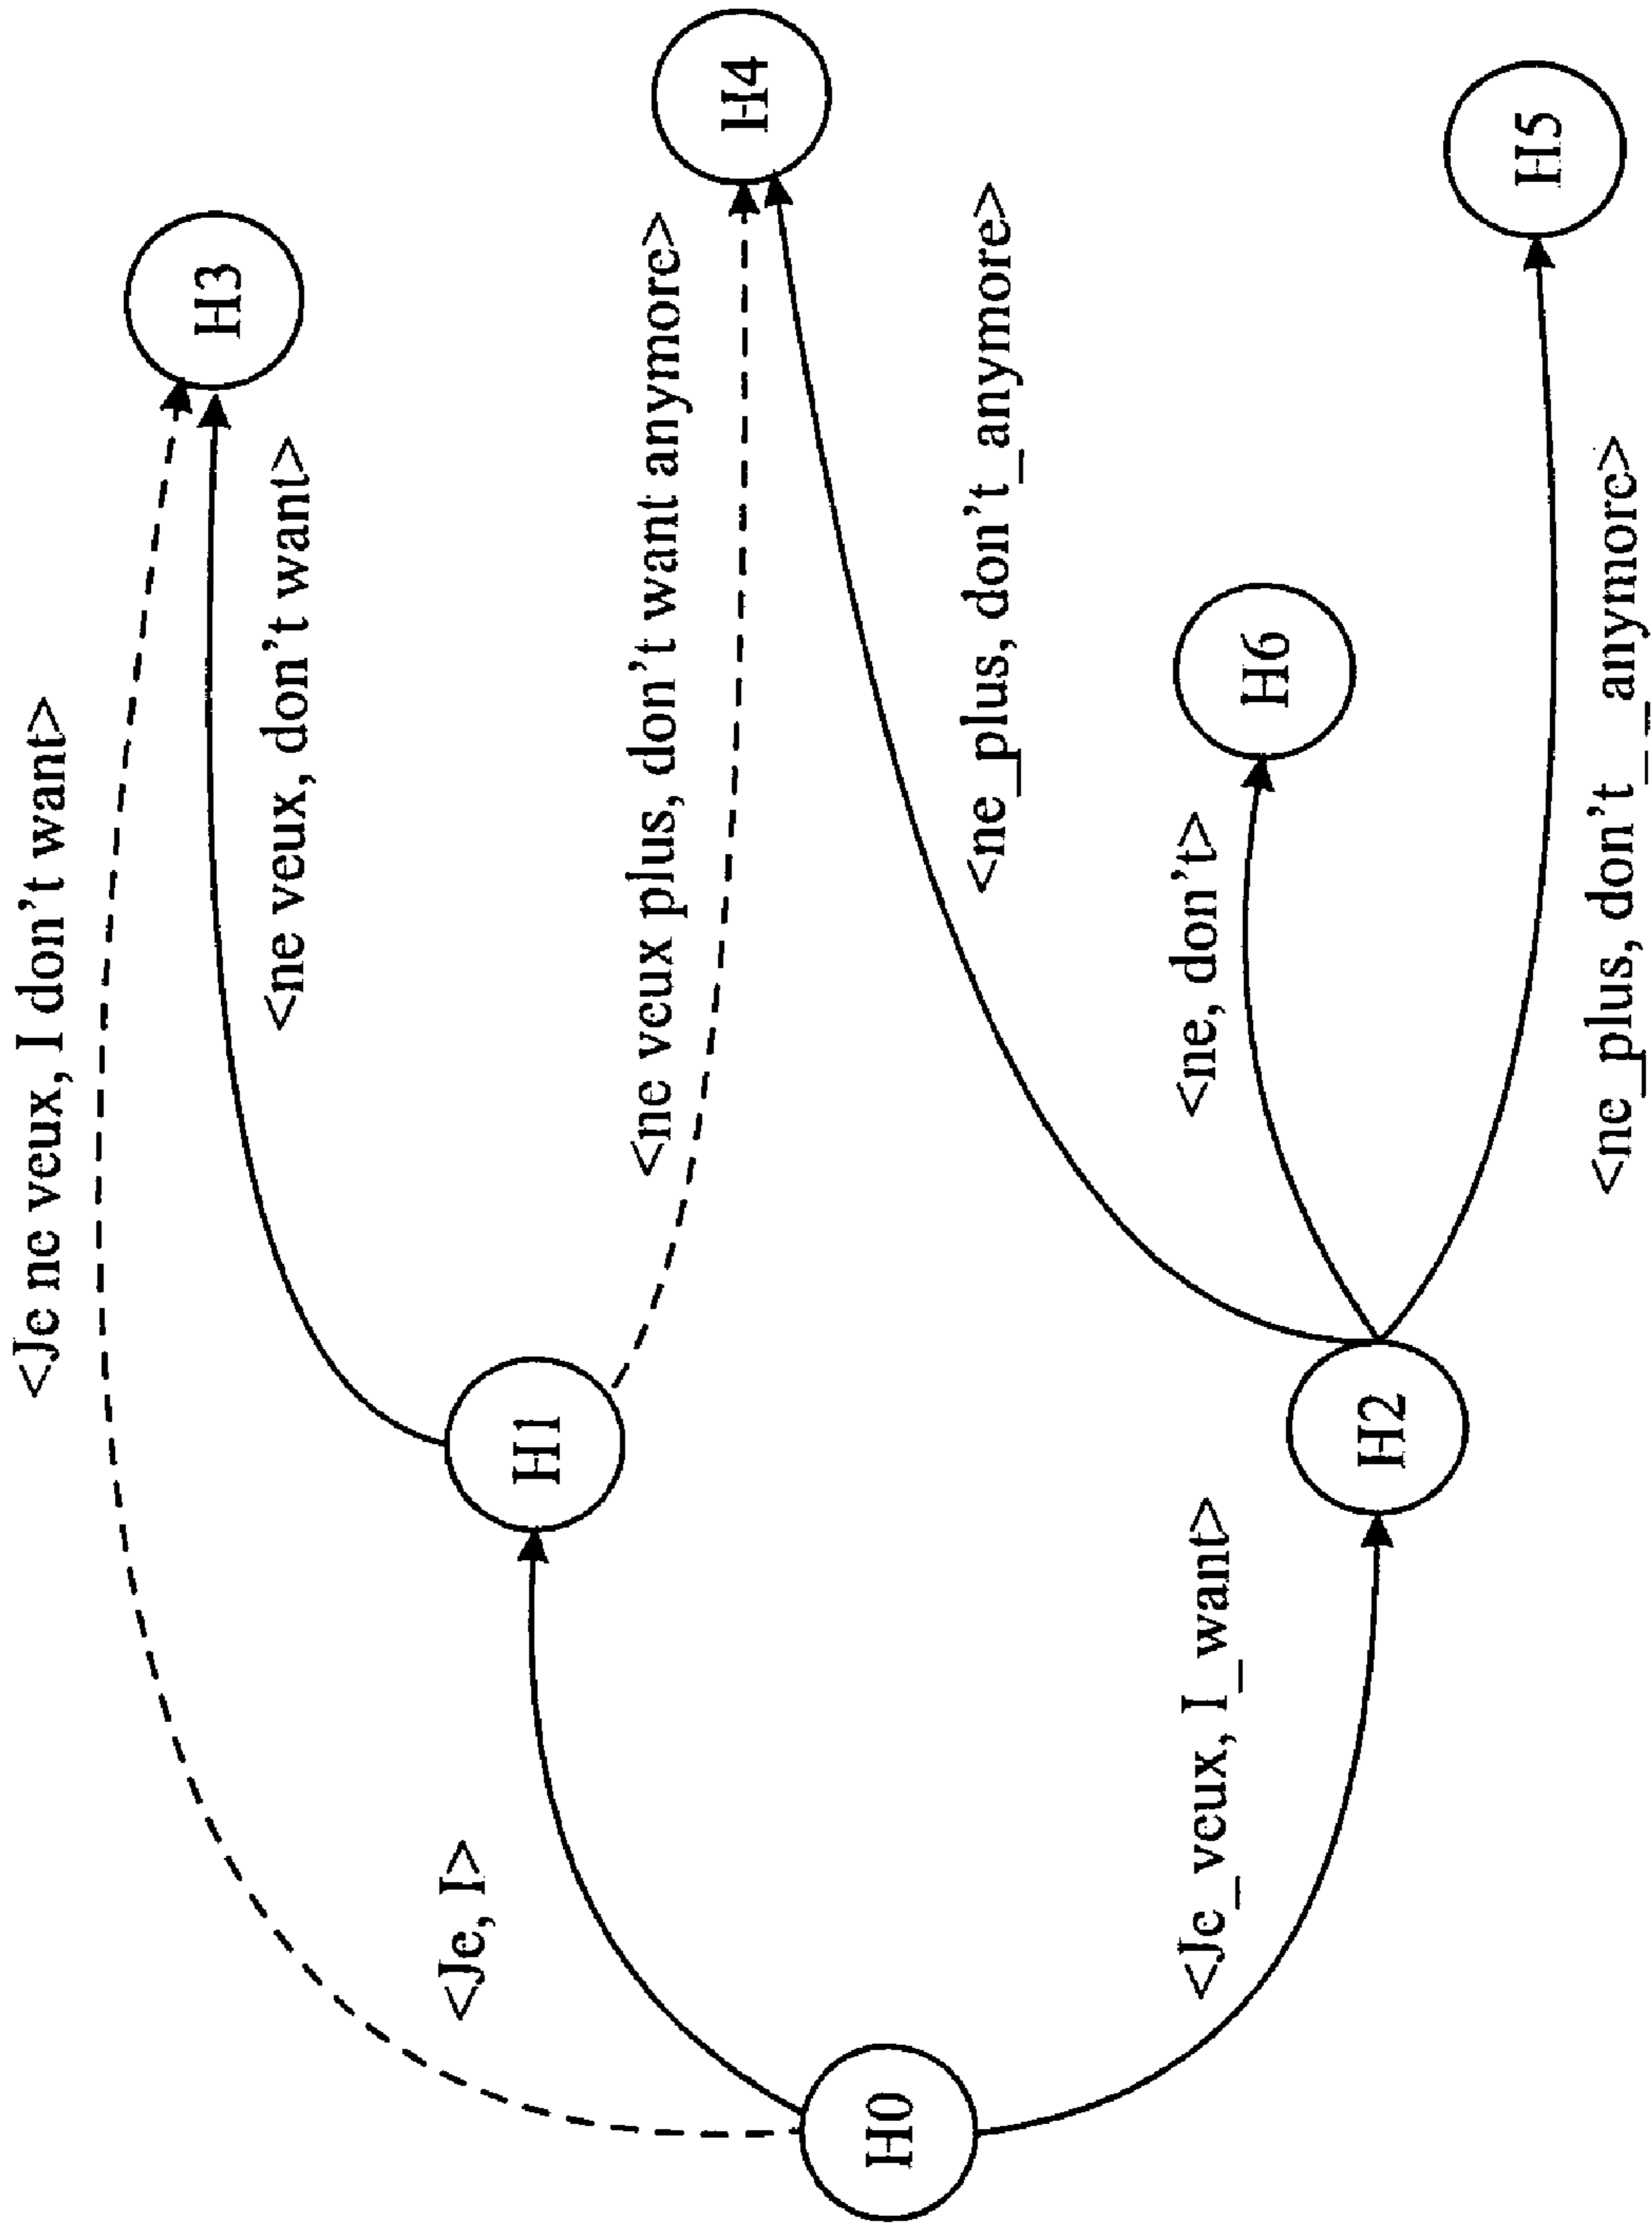 <Je ne veux, I don't want>
H3
<ne veux, don't want>
<Je, I>
H1
<ne veux plus, don't want anymore>
H4
H0
<ne_plus, don't_anymore>
<ne, don't>
<Je_veux, I_want>
H6
H2
H5
<ne_plus, don't _ _ anymore>